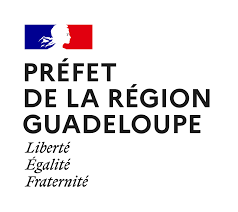 PRÉFET
DE LA RÉGION
GUADELOUPE
Liberté
Égalité
Fraternité